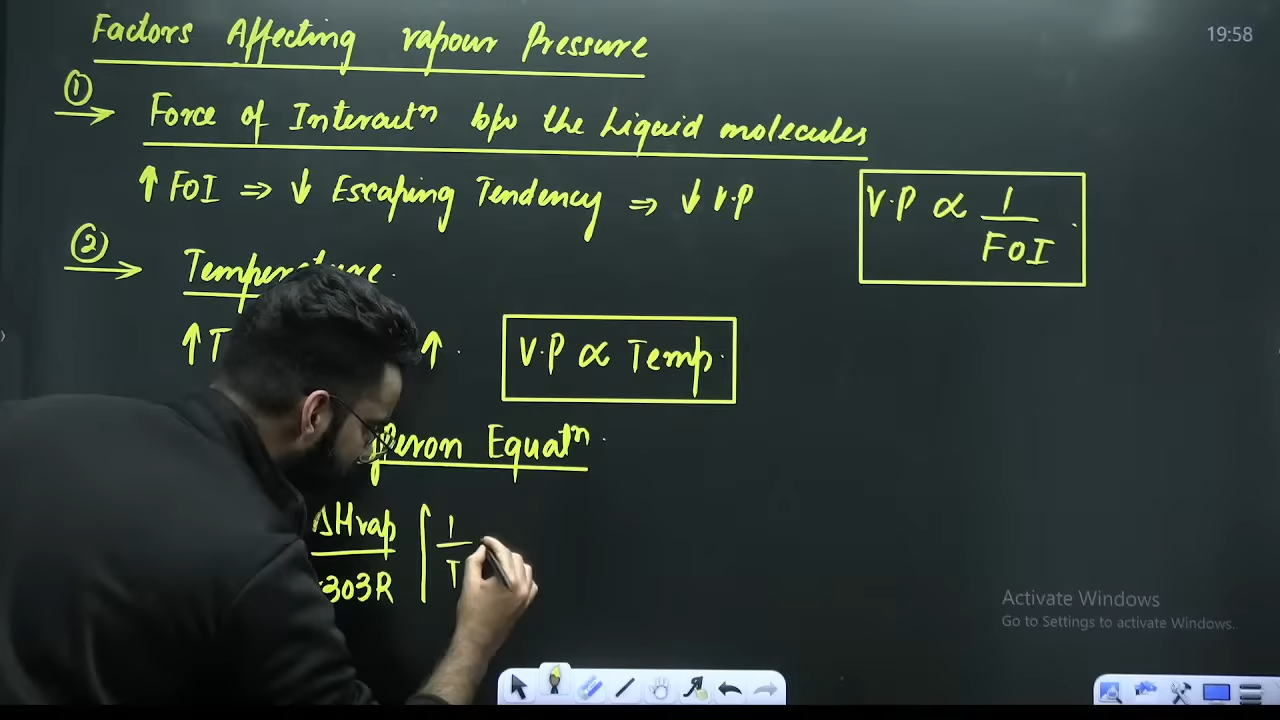 19:58
Factors Affecting vapour Pressure
①
Force of Interactⁿ b/w the Liquid molecules
↑ FOI ⇒ ↓ Escaping Tendency ⇒ ↓ V.P
V.P ∝ 1/FOI
②
Temperature.
↑T ↑.
V.P ∝ Temp.
Equatⁿ.
ΔHvap/303R [1/T
Activate Windows
Go to Settings to activate Windows.